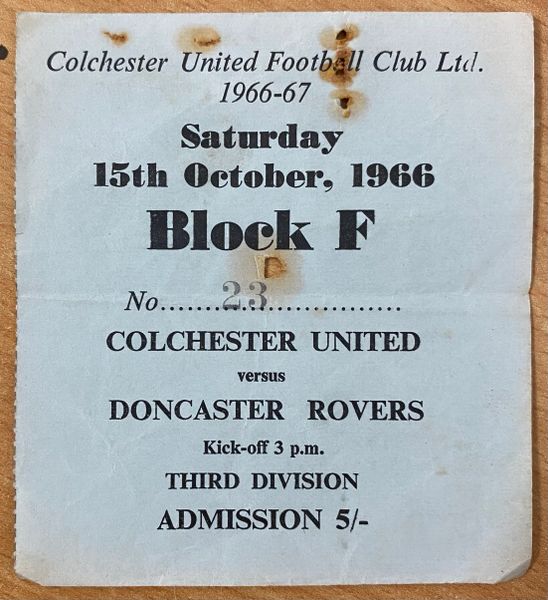 Colchester United Football Club Ltd.
1966-67
Saturday
15th October, 1966
Block F
No.....23...............
COLCHESTER UNITED
versus
DONCASTER ROVERS
Kick-off 3 p.m.
THIRD DIVISION
ADMISSION 5/-